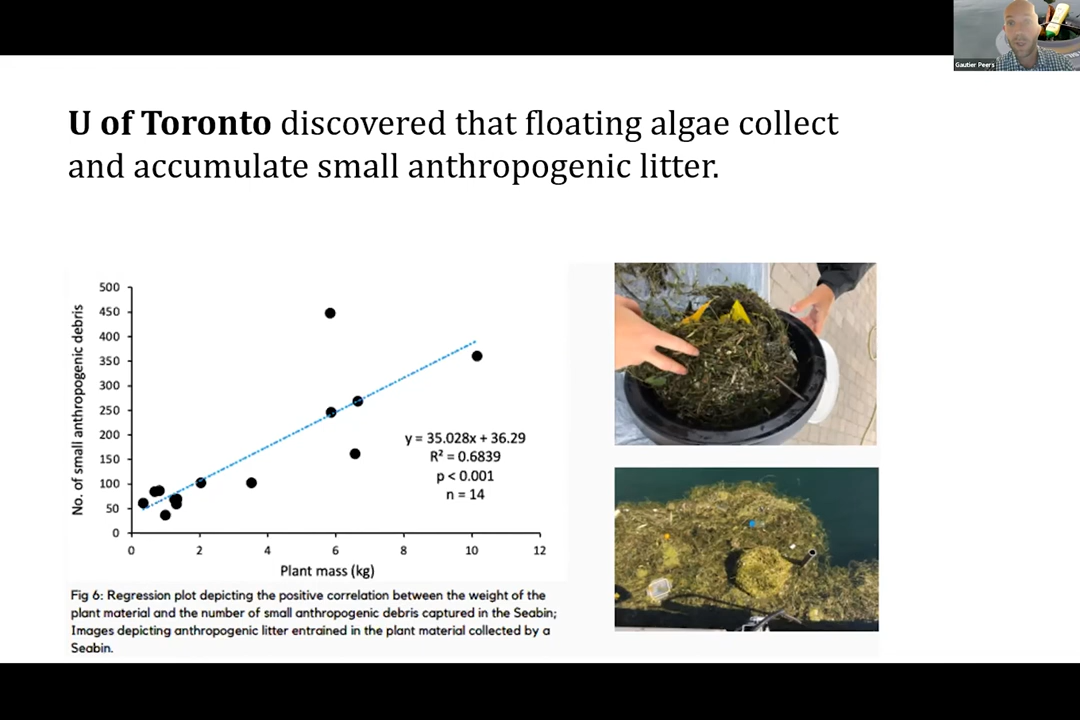 Gautier Peers
U of Toronto discovered that floating algae collect
and accumulate small anthropogenic litter.
No. of small anthropogenic debris
500
450
400
350
300
250
200
150
100
50
0
y = 35.028x + 36.29
R² = 0.6839
p < 0.001
n = 14
0 2 4 6 8 10 12
Plant mass (kg)
Fig 6: Regression plot depicting the positive correlation between the weight of the
plant material and the number of small anthropogenic debris captured in the Seabin;
Images depicting anthropogenic litter entrained in the plant material collected by a
Seabin.